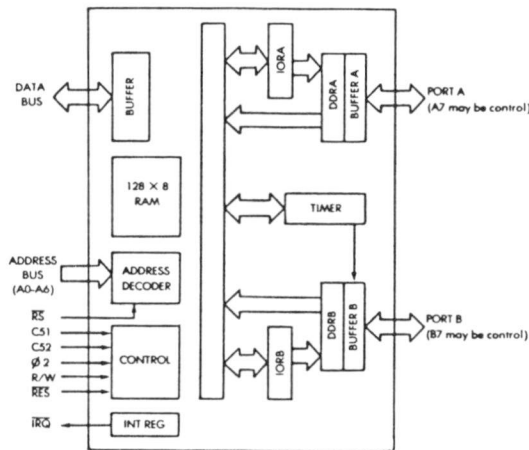 DATA
BUS
BUFFER
128 × 8
RAM
ADDRESS
BUS
(A0-A6)
ADDRESS
DECODER
RS
CS1
CS2
Ø 2
R/W
RES
CONTROL
IRQ
INT REG
IORA
DDRA
BUFFER A
PORT A
(A7 may be control)
TIMER
DDRB
BUFFER B
PORT B
(B7 may be control)
IORB